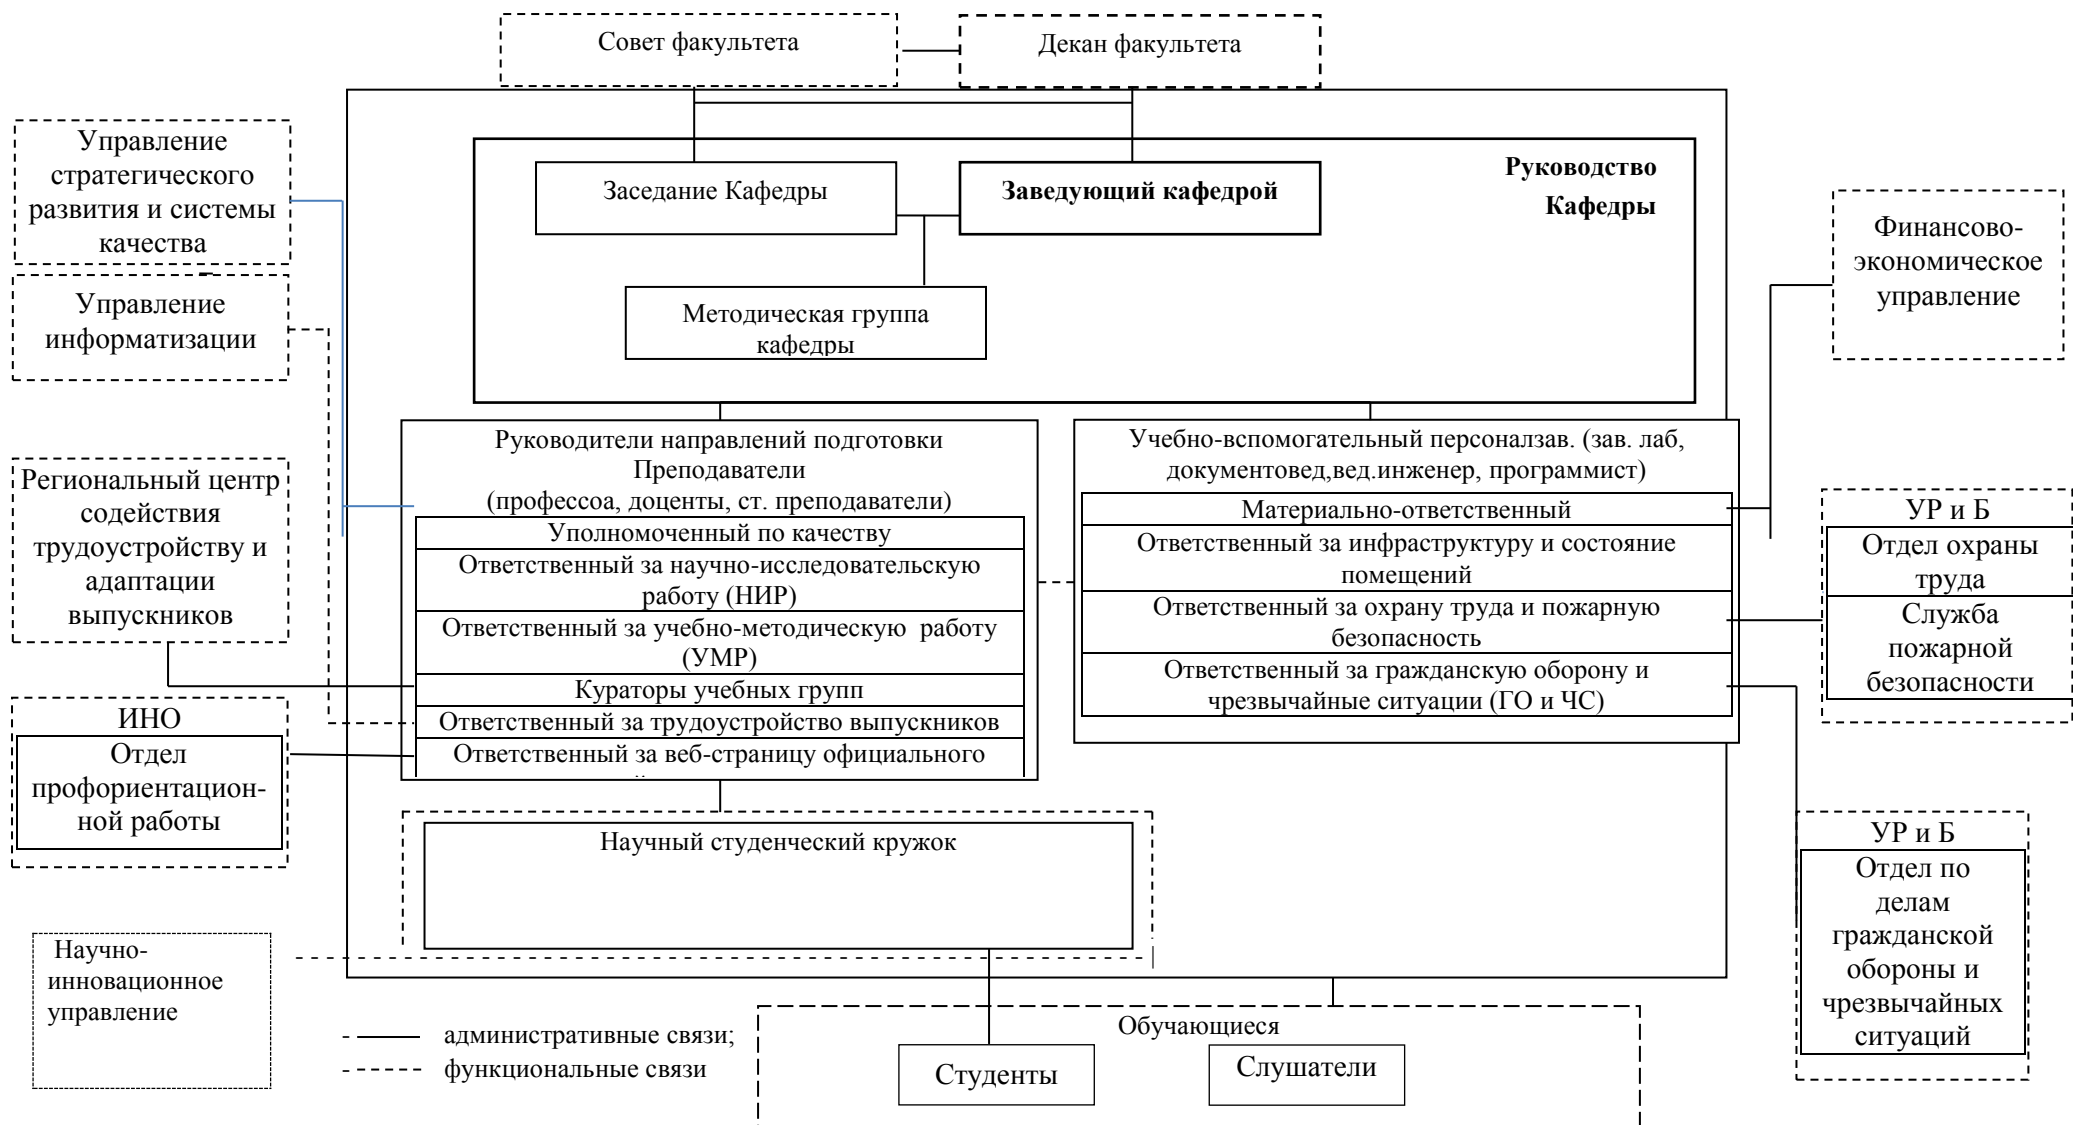 Совет факультета
Декан факультета
Управление
стратегического
развития и системы
качества
Управление
информатизации
Региональный центр
содействия
трудоустройству и
адаптации
выпускников
ИНО
Отдел
профориентацион-
ной работы
Научно-
инновационное
управление
Руководство
Кафедры
Заседание Кафедры
Заведующий кафедрой
Методическая группа
кафедры
Руководители направлений подготовки
Преподаватели
(профессоа, доценты, ст. преподаватели)
Уполномоченный по качеству
Ответственный за научно-исследовательскую
работу (НИР)
Ответственный за учебно-методическую работу
(УМР)
Кураторы учебных групп
Ответственный за трудоустройство выпускников
Ответственный за веб-страницу официального
Учебно-вспомогательный персоналзав. (зав. лаб,
документовед,вед.инженер, программист)
Материально-ответственный
Ответственный за инфраструктуру и состояние
помещений
Ответственный за охрану труда и пожарную
безопасность
Ответственный за гражданскую оборону и
чрезвычайные ситуации (ГО и ЧС)
Научный студенческий кружок
Финансово-
экономическое
управление
УР и Б
Отдел охраны
труда
Служба
пожарной
безопасности
УР и Б
Отдел по
делам
гражданской
обороны и
чрезвычайных
ситуаций
административные связи;
функциональные связи
Обучающиеся
Студенты
Слушатели